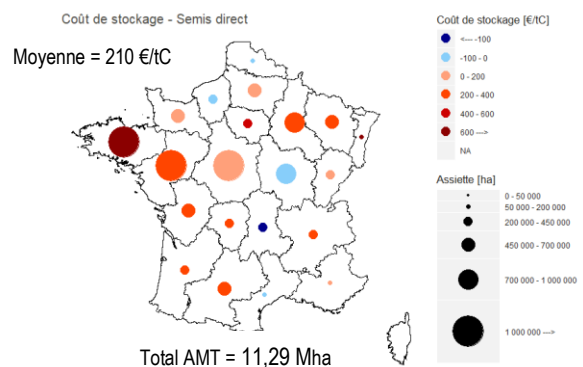 Coût de stockage - Semis direct
Moyenne = 210 €/tC
Total AMT = 11,29 Mha
Coût de stockage [€/tC]
<--- -100
-100 - 0
0 - 200
200 - 400
400 - 600
600 --->
NA
Assiette [ha]
0 - 50 000
50 000 - 200 000
200 000 - 450 000
450 000 - 700 000
700 000 - 1 000 000
1 000 000 --->